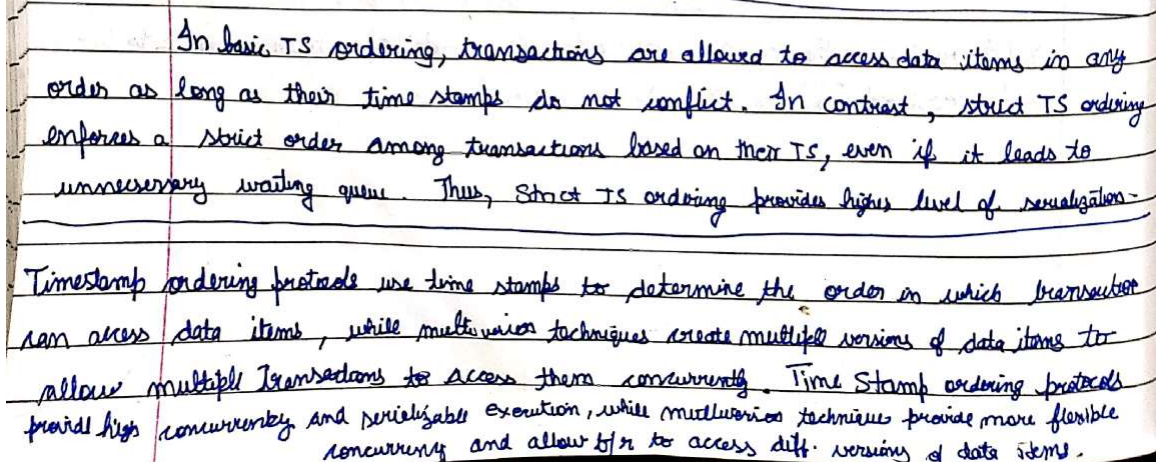 In basic TS ordering, transactions are allowed to access data items in any
order as long as their time stamps do not conflict. In contrast, strict TS ordering
enforces a strict order among transactions based on their TS, even if it leads to
unnecserary waiting queue. Thus, Strict TS ordering provides higher level of serialization-
Timestamp ordering protocols use time stamps to determine the order in which transaction
can access data items, while multiversion techniques create multiple versions of data items to
allow multiple Transactions to access them concurrently. Time Stamp ordering protocols
provide high concurrenky and serializable execution, while multiversion techniques provide more flexible
concurrency and allow to access diff. versions of data items.